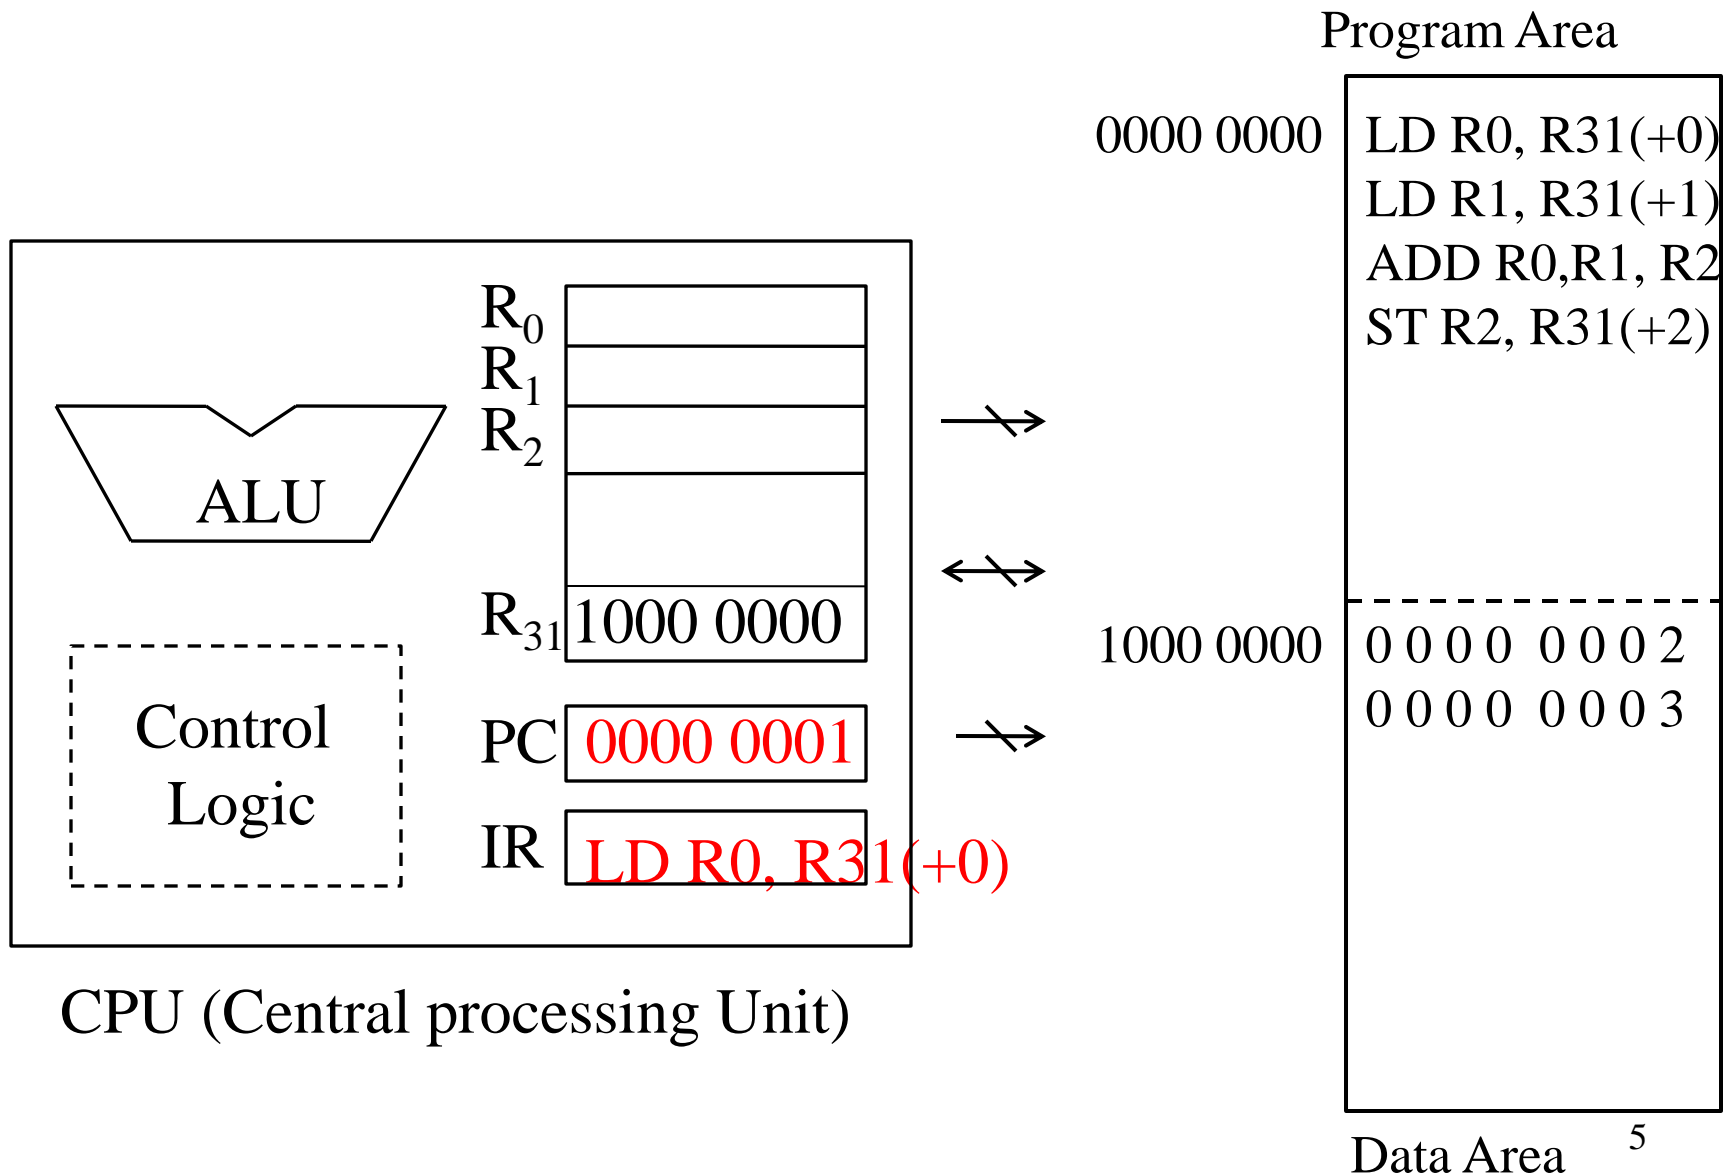 Program Area
0000 0000
LD R0, R31(+0)
LD R1, R31(+1)
ADD R0,R1, R2
ST R2, R31(+2)
R0
R1
R2
ALU
R31 1000 0000
1000 0000
0 0 0 0 0 0 0 2
0 0 0 0 0 0 0 3
Control
Logic
PC 0000 0001
IR LD R0, R31(+0)
CPU (Central processing Unit)
Data Area
5